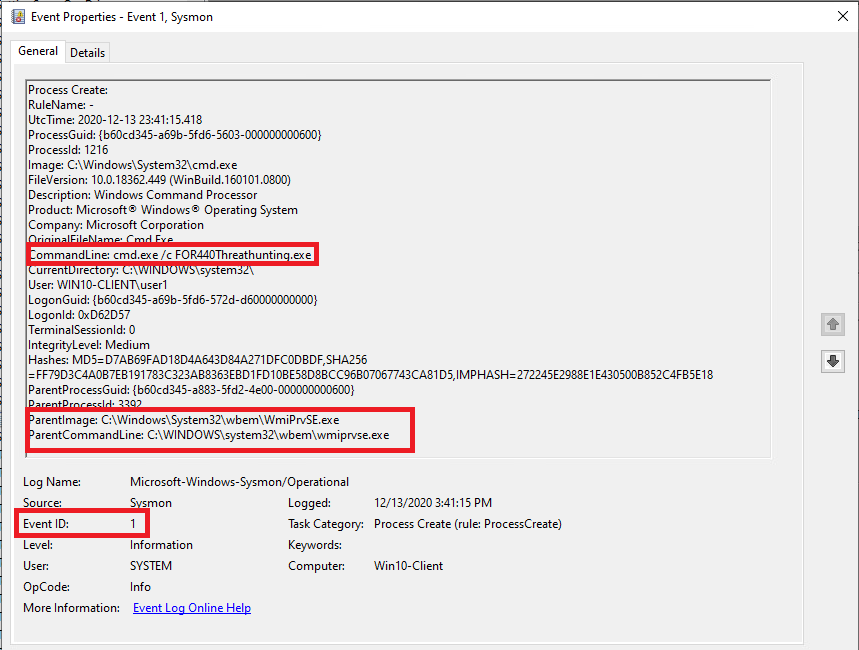 Event Properties - Event 1, Sysmon
General Details
Process Create:
RuleName: -
UtcTime: 2020-12-13 23:41:15.418
ProcessGuid: {b60cd345-a69b-5fd6-5603-000000000600}
ProcessId: 1216
Image: C:\Windows\System32\cmd.exe
FileVersion: 10.0.18362.449 (WinBuild.160101.0800)
Description: Windows Command Processor
Product: Microsoft® Windows® Operating System
Company: Microsoft Corporation
OriginalFileName: Cmd.Exe
CommandLine: cmd.exe /c FOR440Threathunting.exe
CurrentDirectory: C:\WINDOWS\system32\
User: WIN10-CLIENT\user1
LogonGuid: {b60cd345-a69b-5fd6-572d-d60000000000}
LogonId: 0xD62D57
TerminalSessionId: 0
IntegrityLevel: Medium
Hashes: MD5=D7AB69FAD18D4A643D84A271DFC0DBDF,SHA256
=FF79D3C4A0B7EB191783C323AB8363EBD1FD10BE58D8BCC96B07067743CA81D5,IMPHASH=272245E2988E1E430500B852C4FB5E18
ParentProcessGuid: {b60cd345-a883-5fd2-4e00-000000000600}
ParentProcessId: 3392
ParentImage: C:\Windows\System32\wbem\WmiPrvSE.exe
ParentCommandLine: C:\WINDOWS\system32\wbem\wmiprvse.exe
Log Name: Microsoft-Windows-Sysmon/Operational
Source: Sysmon Logged: 12/13/2020 3:41:15 PM
Event ID: 1 Task Category: Process Create (rule: ProcessCreate)
Level: Information Keywords:
User: SYSTEM Computer: Win10-Client
OpCode: Info
More Information: Event Log Online Help